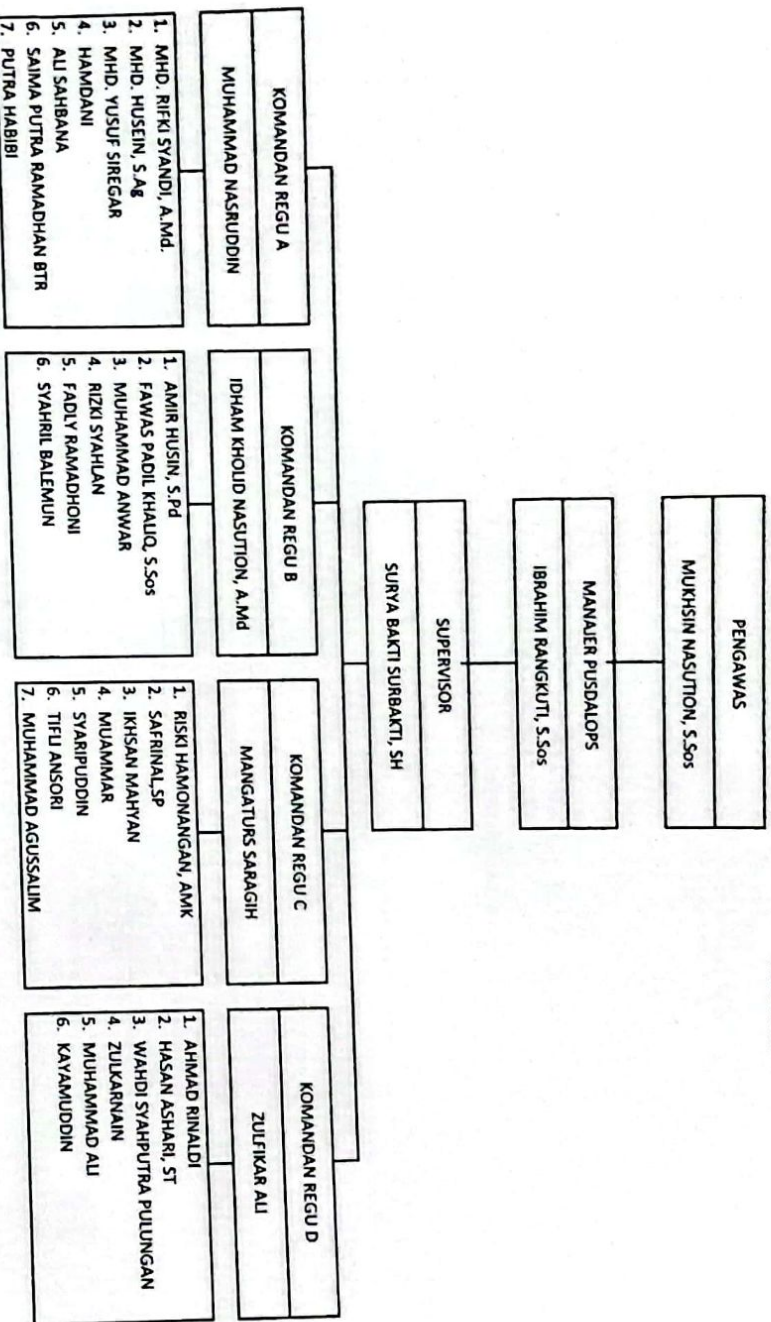 PENGAWAS
MUKHSIN NASUTION, S.Sos
MANAJER PUSDALOPS
IBRAHIM RANGKUTI, S.Sos
SUPERVISOR
SURYA BAKTI SURBAKTI, SH
KOMANDAN REGU A
MUHAMMAD NASRUDDIN
1. MHD. RIFKI SYANDI, A.Md.
2. MHD. HUSEIN, S.Ag
3. MHD. YUSUF SIREGAR
4. HAMDANI
5. ALI SAHBANA
6. SAIMA PUTRA RAMADHAN BTR
7. PUTRA HABIBI
KOMANDAN REGU B
IDHAM KHOLID NASUTION, A.Md
1. AMIR HUSIN, S.Pd
2. FAWAS PADIL KHALIQ, S.Sos
3. MUHAMMAD ANWAR
4. RIZKI SYAHLAN
5. FADLY RAMADHONI
6. SYAHRIL BALEMUN
KOMANDAN REGU C
MANGATURS SARAGIH
1. RISKI HAMONANGAN, AMK
2. SAFRINAL,SP
3. IKHSAN MAHYAN
4. MUAMMAR
5. SYARIPUDDIN
6. TIFLI ANSORI
7. MUHAMMAD AGUSSALIM
KOMANDAN REGU D
ZULFIKAR ALI
1. AHMAD RINALDI
2. HASAN ASHARI, ST
3. WAHDI SYAHPUTRA PULUNGAN
4. ZULKARNAIN
5. MUHAMMAD ALI
6. KAYAMUDDIN